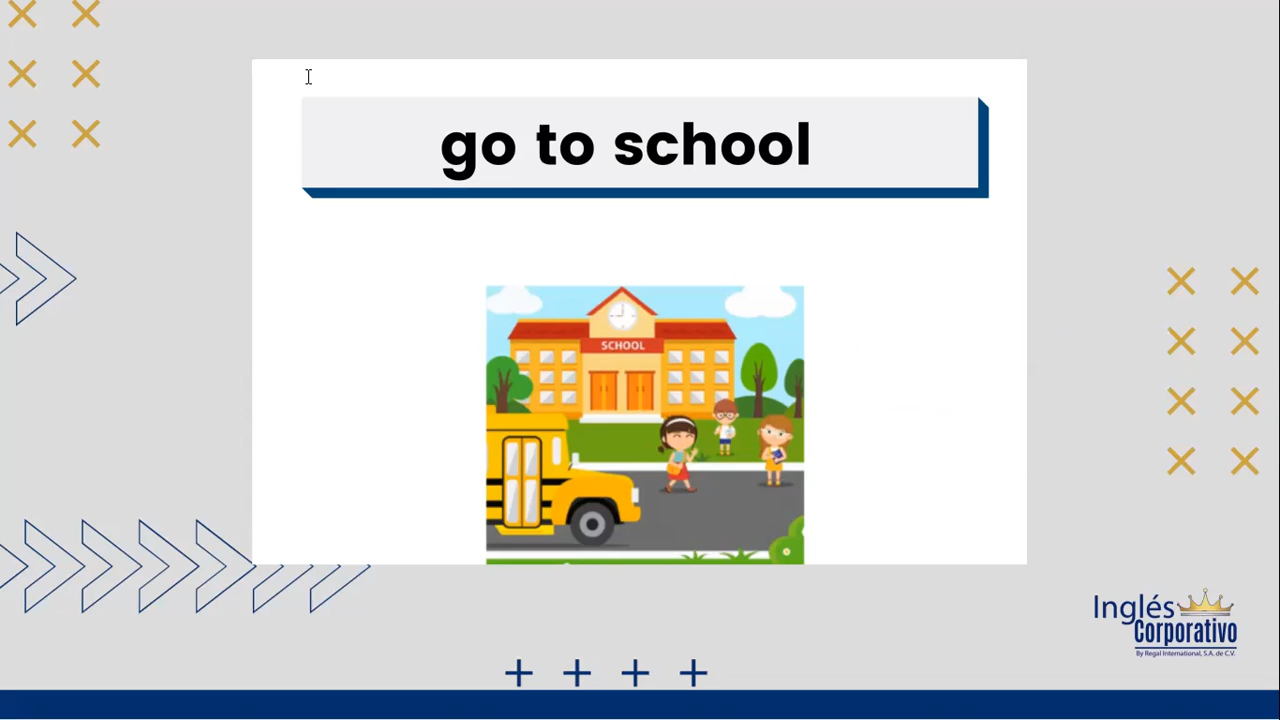 go to school
SCHOOL
Inglés
Corporativo
By Regal International, S.A. de C.V.